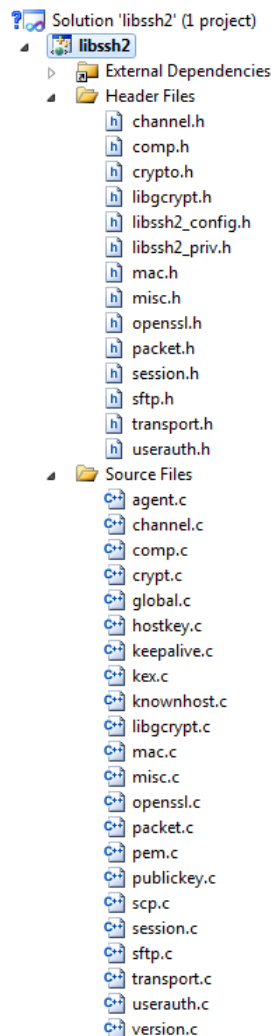 Solution 'libssh2' (1 project)
libssh2
External Dependencies
Header Files
channel.h
comp.h
crypto.h
libgcrypt.h
libssh2_config.h
libssh2_priv.h
mac.h
misc.h
openssl.h
packet.h
session.h
sftp.h
transport.h
userauth.h
Source Files
agent.c
channel.c
comp.c
crypt.c
global.c
hostkey.c
keepalive.c
kex.c
knownhost.c
libgcrypt.c
mac.c
misc.c
openssl.c
packet.c
pem.c
publickey.c
scp.c
session.c
sftp.c
transport.c
userauth.c
version.c